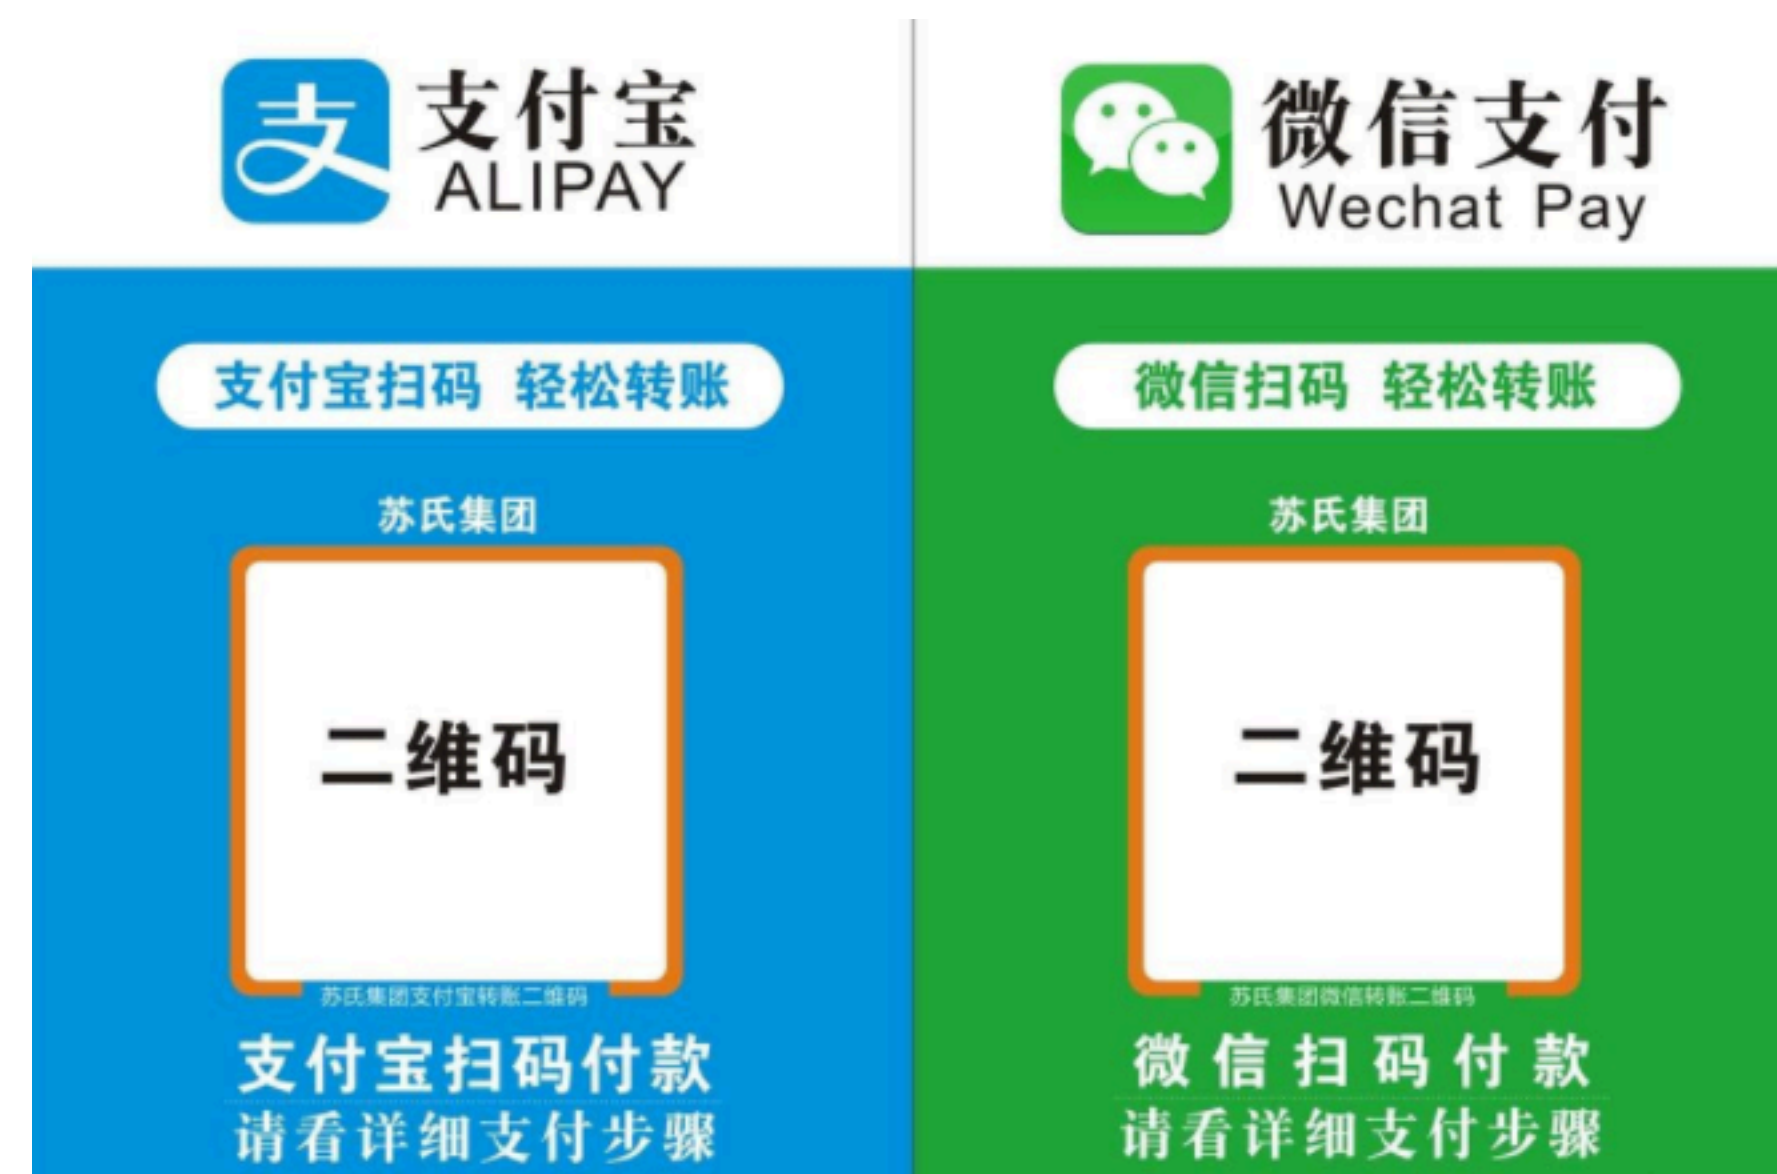 支付宝
ALIPAY
支付宝扫码 轻松转账
苏氏集团
二维码
苏氏集团支付宝转账二维码
支付宝扫码付款
请看详细支付步骤
微信支付
Wechat Pay
微信扫码 轻松转账
苏氏集团
二维码
苏氏集团微信转账二维码
微信扫码付款
请看详细支付步骤